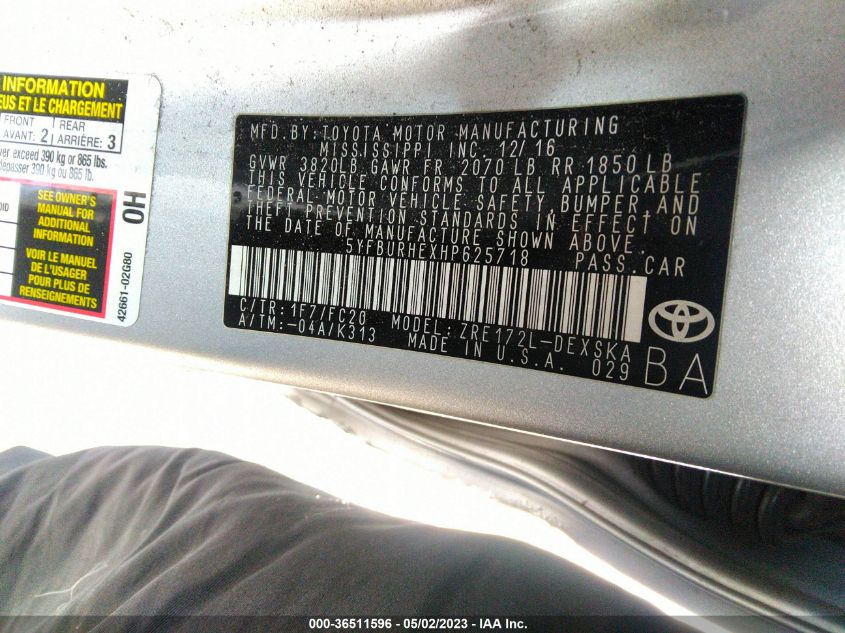 INFORMATION
EUS ET LE CHARGEMENT
FRONT
AVANT: 2
REAR
ARRIÈRE: 3
ver exceed 390 kg or 865 lbs.
dépasser 390 kg ou 865 lb.
SEE OWNER'S
MANUAL FOR
ADDITIONAL
INFORMATION
VOIR LE MANUEL
DE L'USAGER
POUR PLUS DE
RENSEIGNEMENTS
0H
42661-02G80
MFD. BY: TOYOTA MOTOR MANUFACTURING
MISSISSIPPI, INC. 12/16
GVWR 3820LB GAWR FR 2070 LB RR 1850 LB
THIS VEHICLE CONFORMS TO ALL APPLICABLE
FEDERAL MOTOR VEHICLE SAFETY, BUMPER AND
THEFT PREVENTION STANDARDS IN EFFECT ON
THE DATE OF MANUFACTURE SHOWN ABOVE.
5YFBURHEXHP625718 PASS.CAR
C/TR: 1F7/FC20 MODEL: ZRE172L-DEXSKA
A/TM:-04A/K313 MADE IN U.S.A. 029
BA
000-36511596 - 05/02/2023 - IAA Inc.